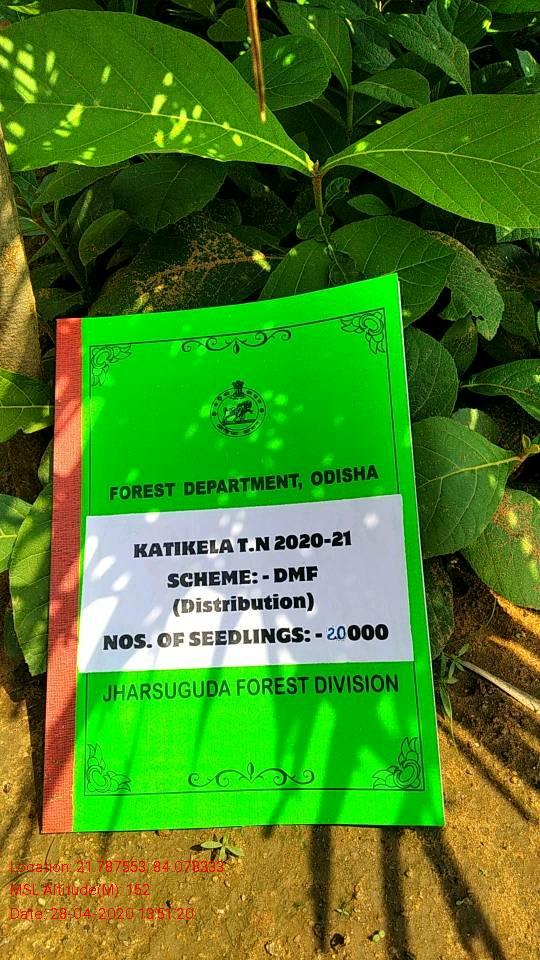 FOREST DEPARTMENT, ODISHA
KATIKELA T.N 2020-21
SCHEME: - DMF
(Distribution)
NOS. OF SEEDLINGS: - 20000
JHARSUGUDA FOREST DIVISION
Location: 21.787553, 84.078333
MSL Altitude(M): 152
Date: 28-04-2020 13:51:20